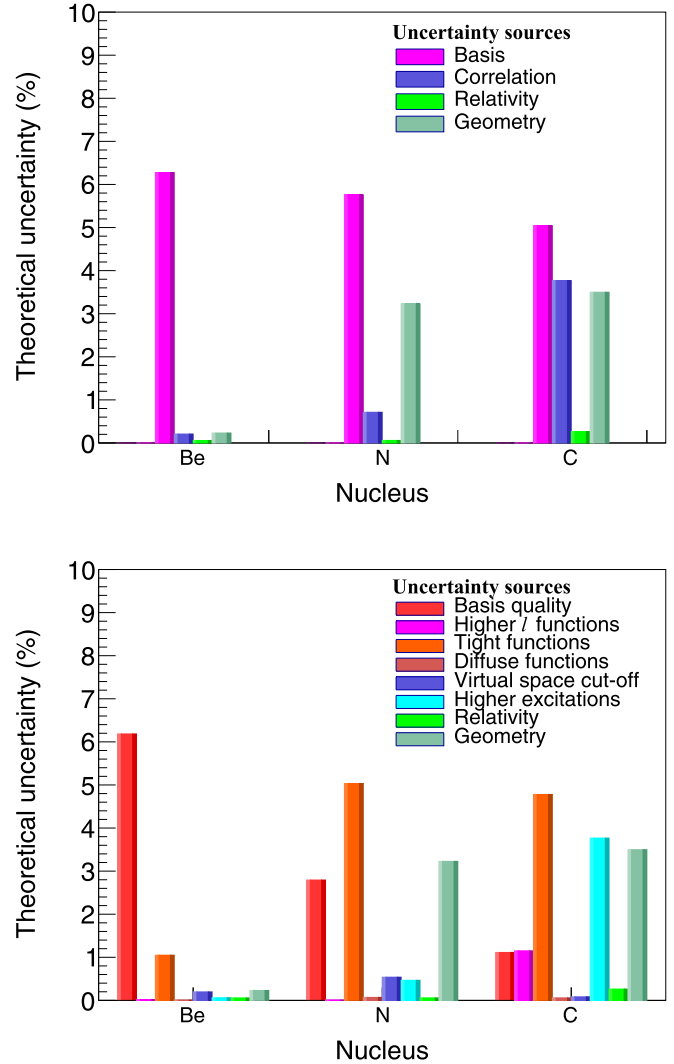 10
9
8
7
6
5
4
3
2
1
0
Theoretical uncertainty (%)
Uncertainty sources
Basis
Correlation
Relativity
Geometry
Be
N
C
Nucleus
10
9
8
7
6
5
4
3
2
1
0
Theoretical uncertainty (%)
Uncertainty sources
Basis quality
Higher l functions
Tight functions
Diffuse functions
Virtual space cut-off
Higher excitations
Relativity
Geometry
Be
N
C
Nucleus